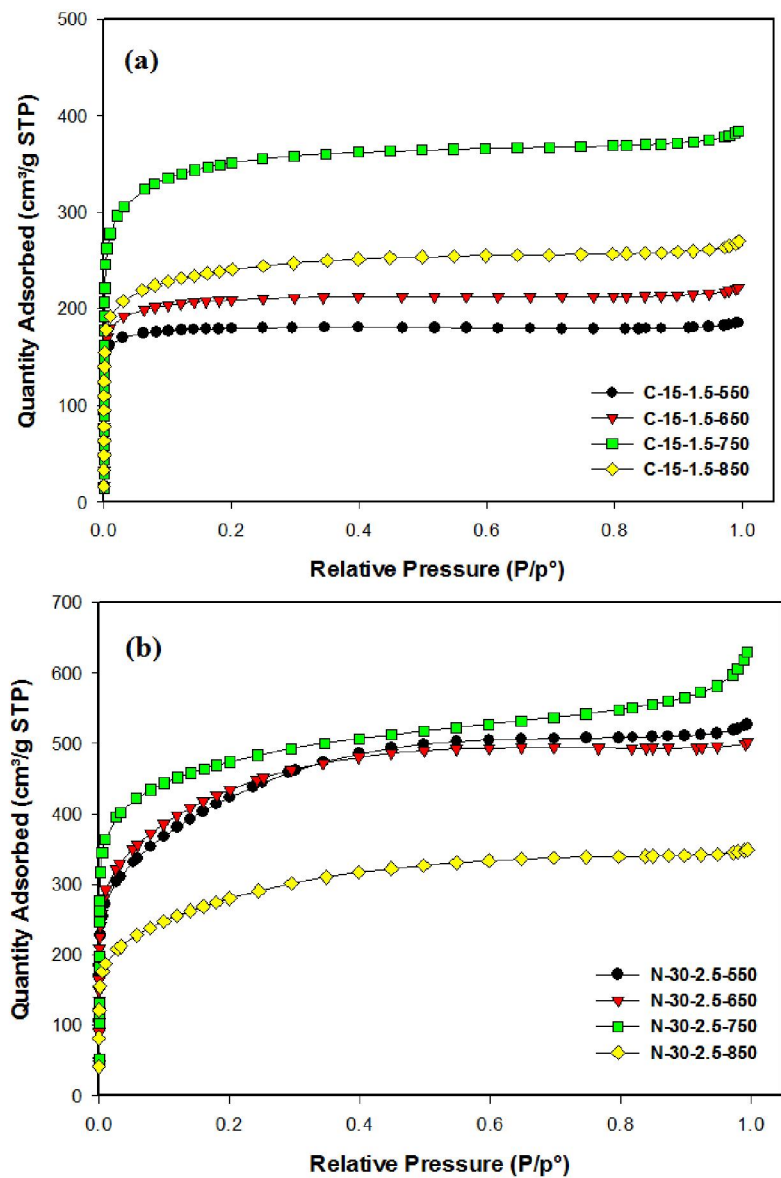 500
400
300
200
100
0
Quantity Adsorbed (cm³/g STP)
(a)
C-15-1.5-550
C-15-1.5-650
C-15-1.5-750
C-15-1.5-850
0.0 0.2 0.4 0.6 0.8 1.0
Relative Pressure (P/p°)
700
600
500
400
300
200
100
0
Quantity Adsorbed (cm³/g STP)
(b)
N-30-2.5-550
N-30-2.5-650
N-30-2.5-750
N-30-2.5-850
0.0 0.2 0.4 0.6 0.8 1.0
Relative Pressure (P/p°)